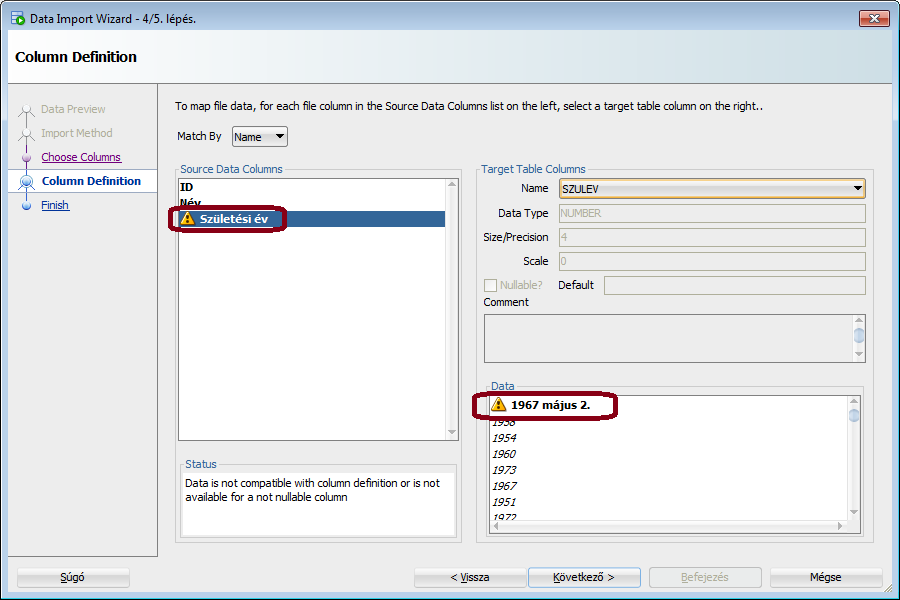 Data Import Wizard - 4/5. lépés.
Column Definition
Data Preview
Import Method
Choose Columns
Column Definition
Finish
To map file data, for each file column in the Source Data Columns list on the left, select a target table column on the right..
Match By Name
Source Data Columns
ID
Név
Születési év
Status
Data is not compatible with column definition or is not
available for a not nullable column
Target Table Columns
Name SZULEV
Data Type NUMBER
Size/Precision 4
Scale 0
Nullable? Default
Comment
Data
1967 május 2.
1958
1954
1960
1973
1967
1951
1972
Súgó
< Vissza
Következő >
Befejezés
Mégse